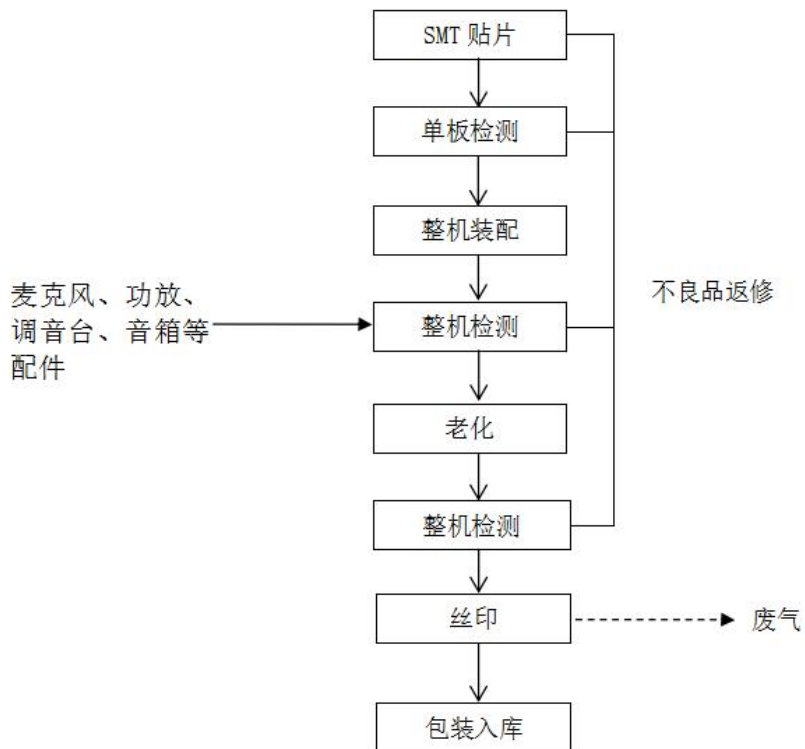 SMT 贴片
单板检测
整机装配
麦克风、功放、
调音台、音箱等
配件
整机检测
不良品返修
老化
整机检测
丝印
废气
包装入库